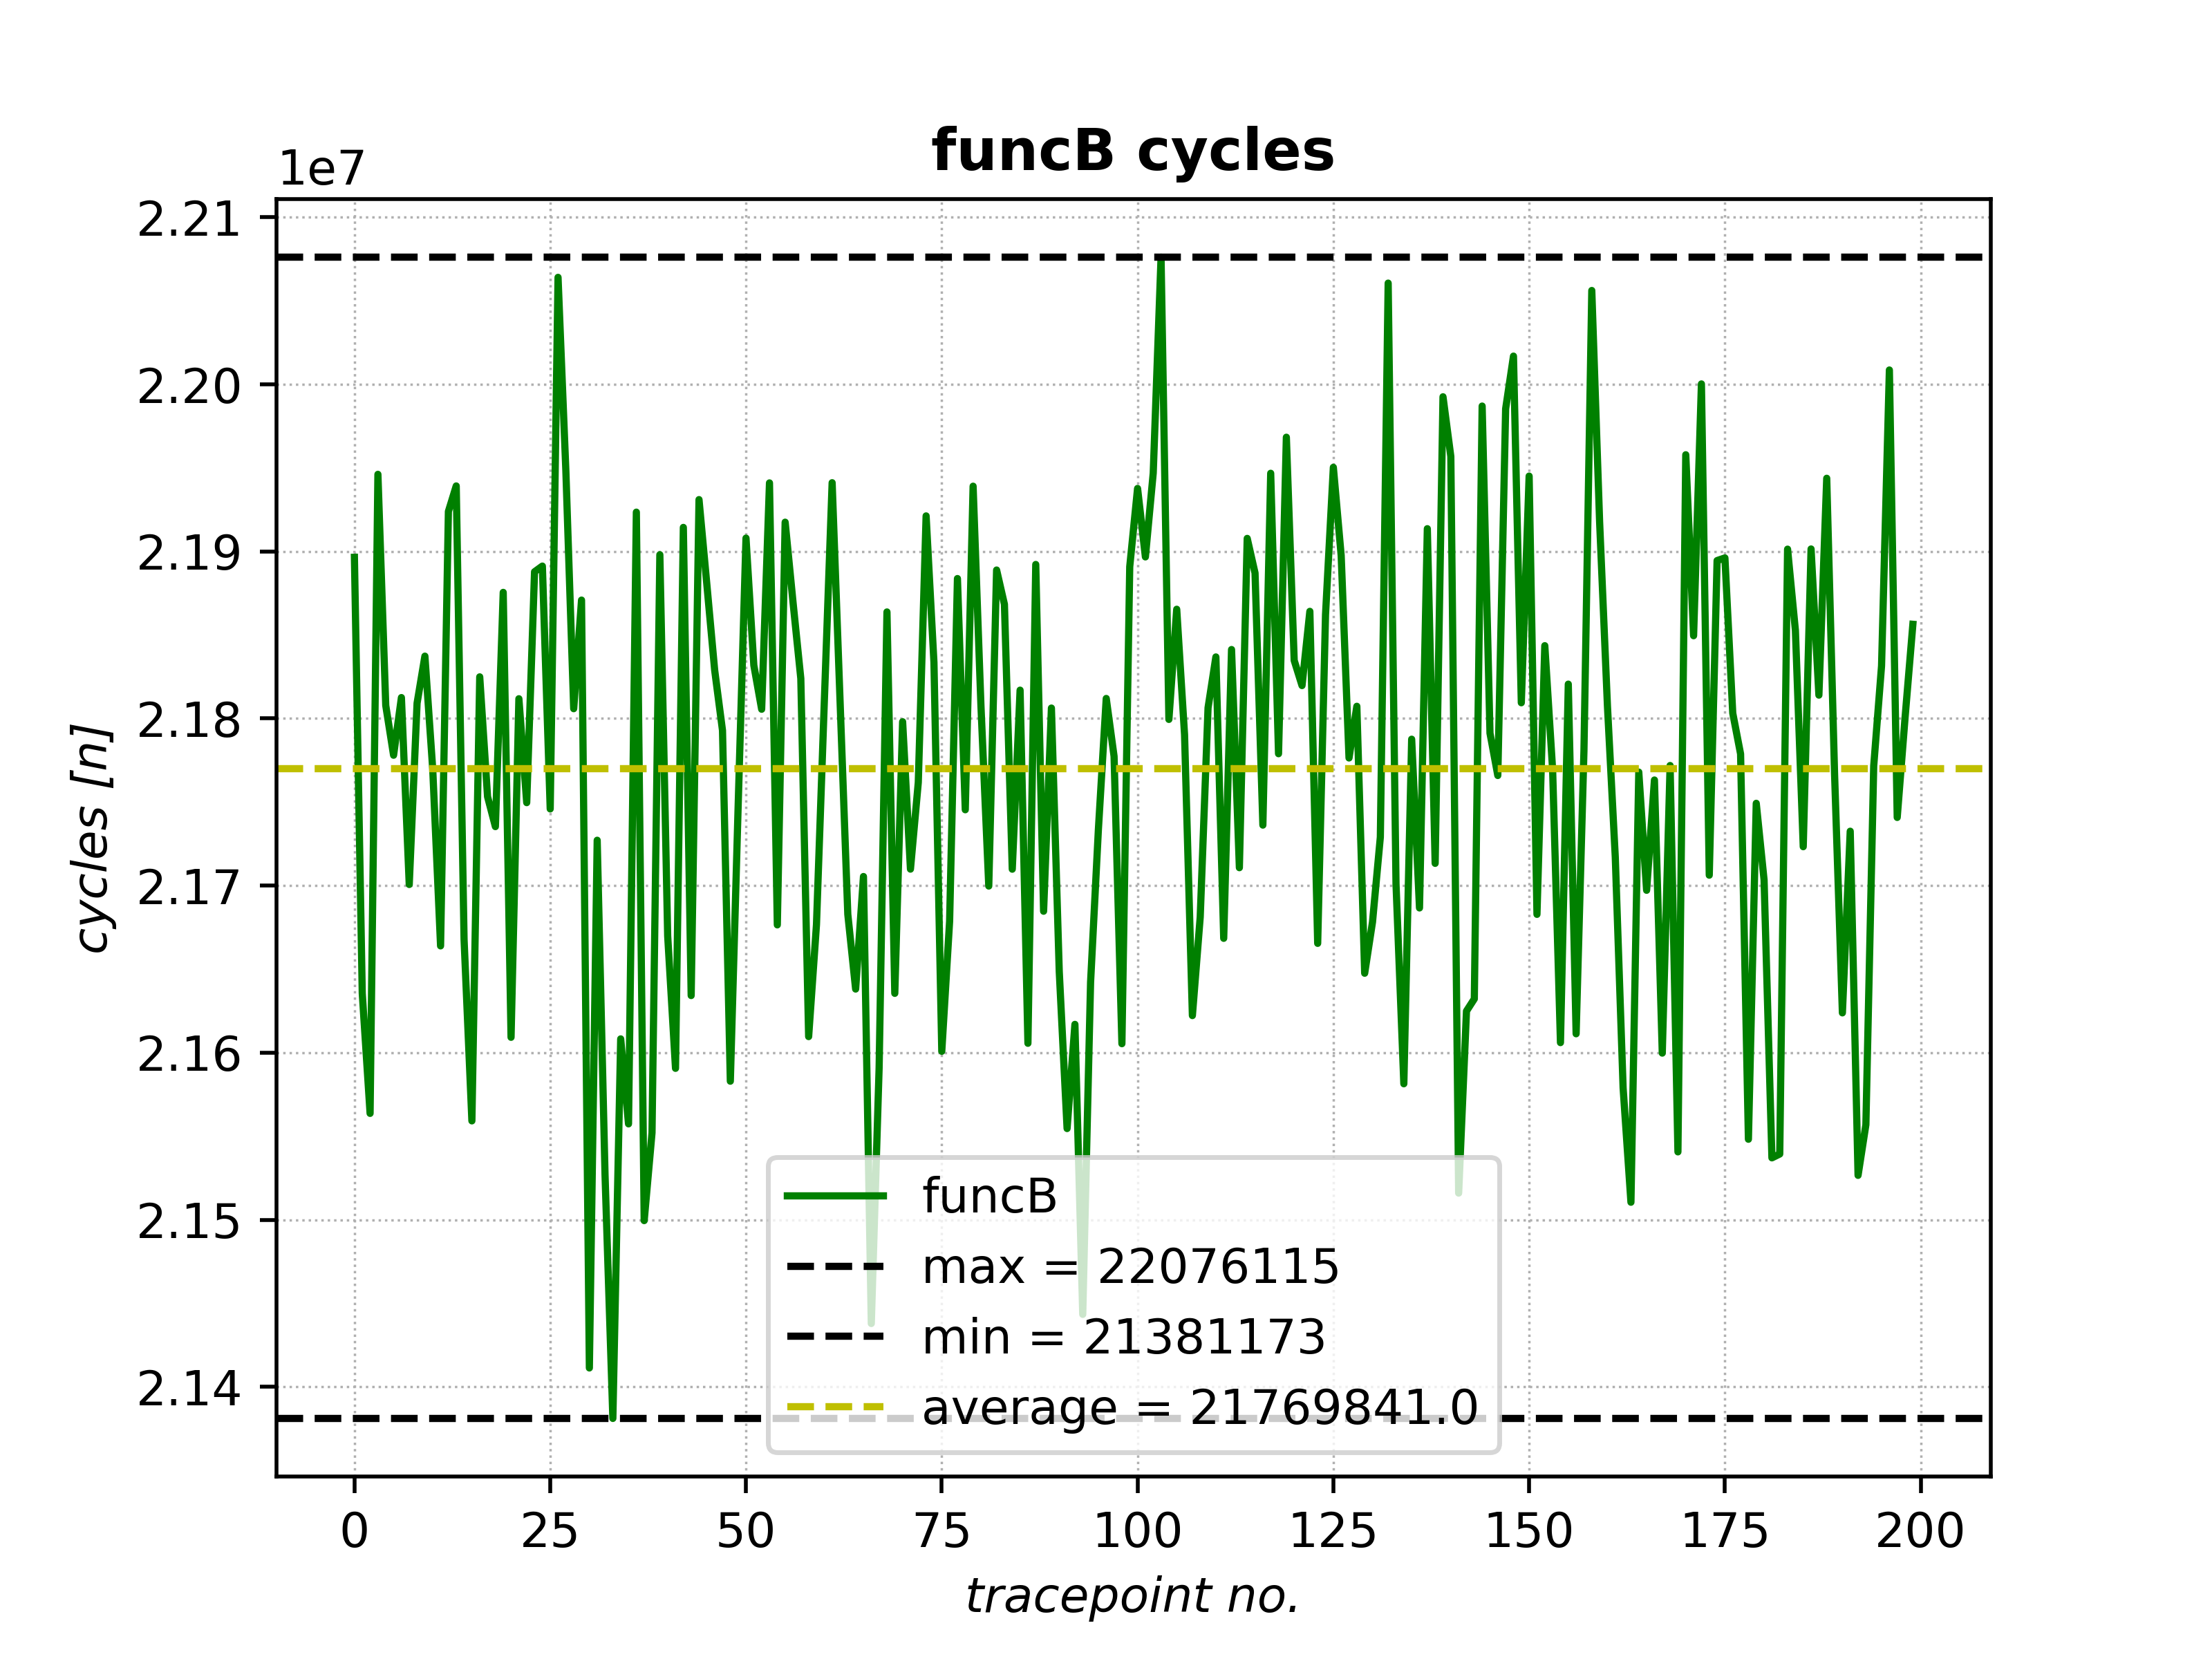 funcB cycles
1e7
2.21
2.20
2.19
2.18
2.17
2.16
2.15
2.14
cycles [n]
funcB
max = 22076115
min = 21381173
average = 21769841.0
0 25 50 75 100 125 150 175 200
tracepoint no.